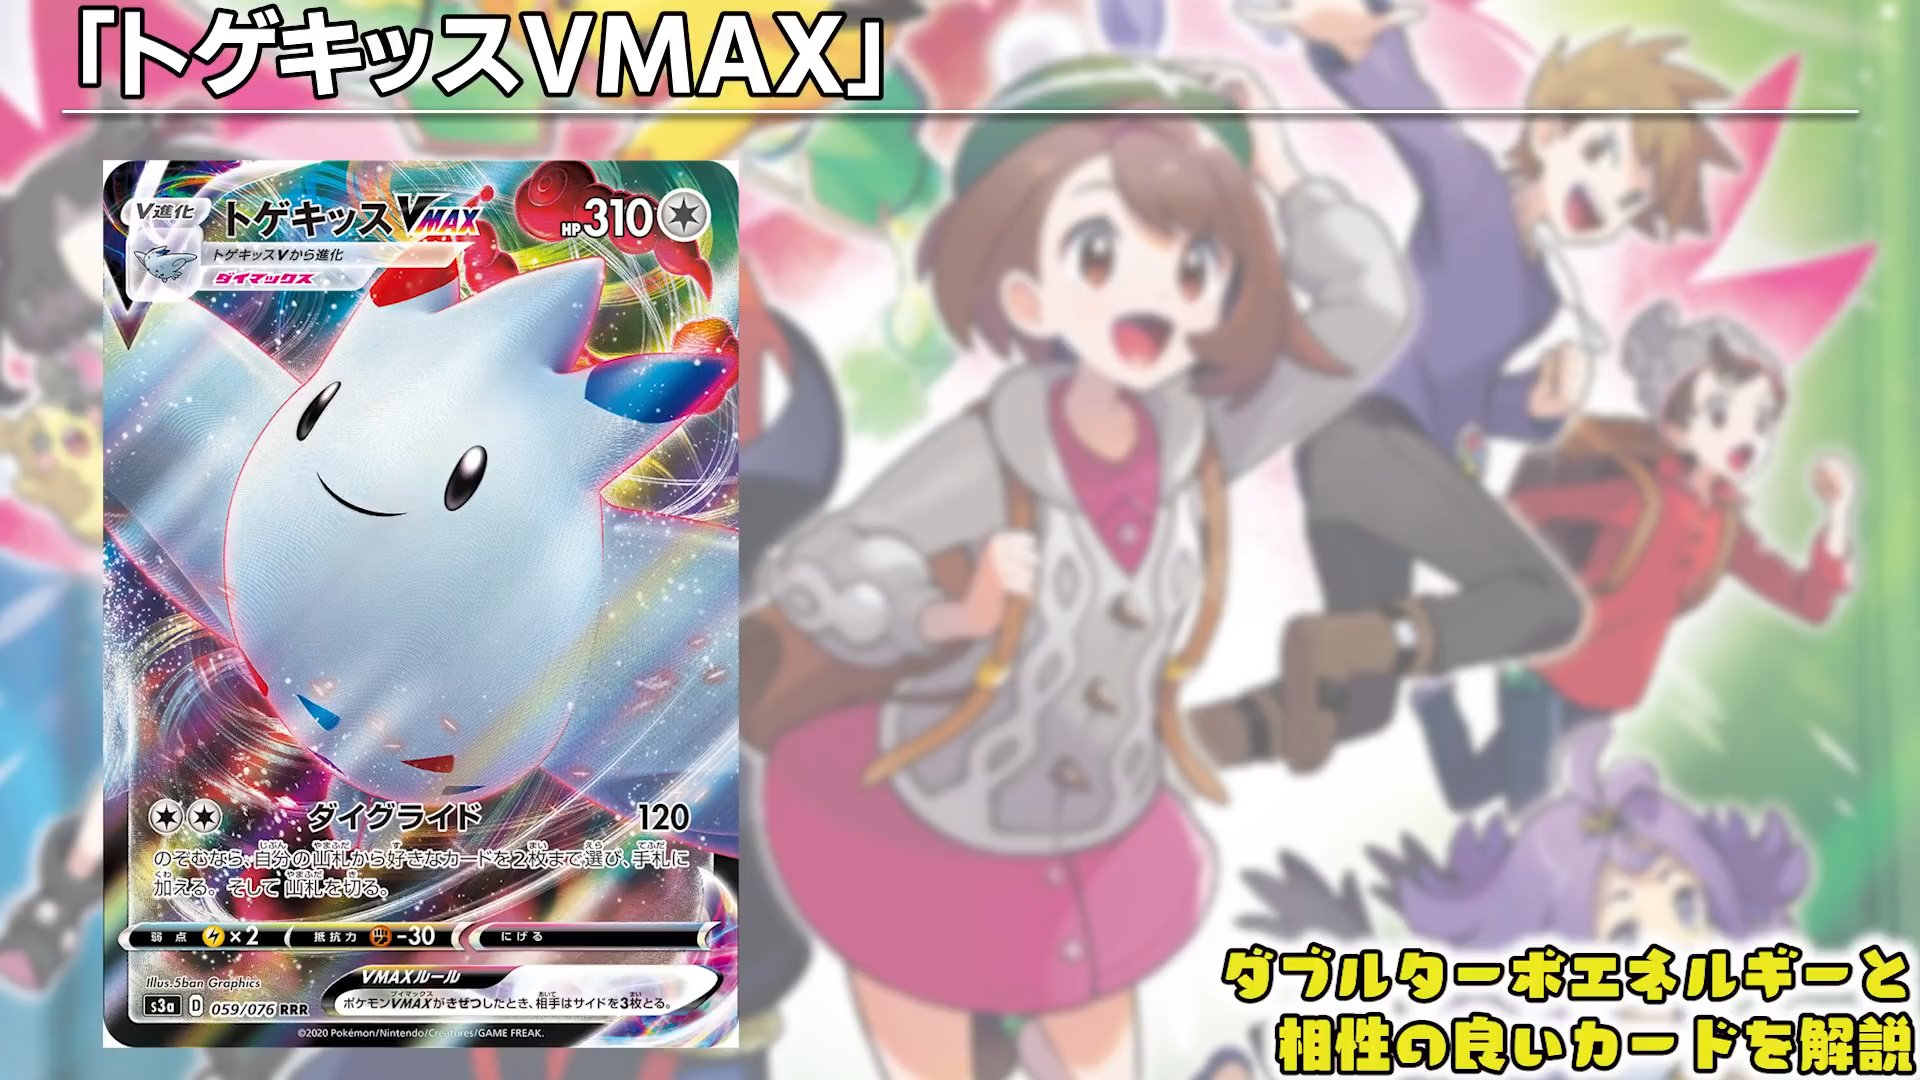 「トゲキッスVMAX」
V進化
トゲキッスVMAX
HP310
トゲキッスVから進化
ダイマックス
ダイグライド 120
のぞむなら、自分の山札から好きなカードを2枚まで選び、手札に
加える。そして山札を切る。
弱点 ×2 抵抗力 -30 にげる
Illus.5ban Graphics
VMAXルール
ポケモンVMAXがきぜつしたとき、相手はサイドを3枚とる。
s3a D 059/076 RRR
©2020 Pokémon/Nintendo/Creatures/GAME FREAK.
ダブルターボエネルギーと
相性の良いカードを解説